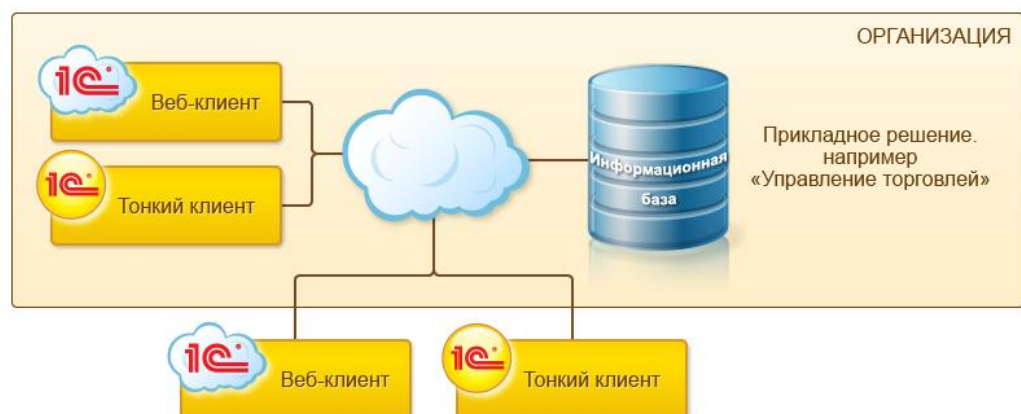 ОРГАНИЗАЦИЯ
1С
Веб-клиент
1С
Тонкий клиент
Информационная
база
Прикладное решение.
например
«Управление торговлей»
1С
Веб-клиент
1С
Тонкий клиент